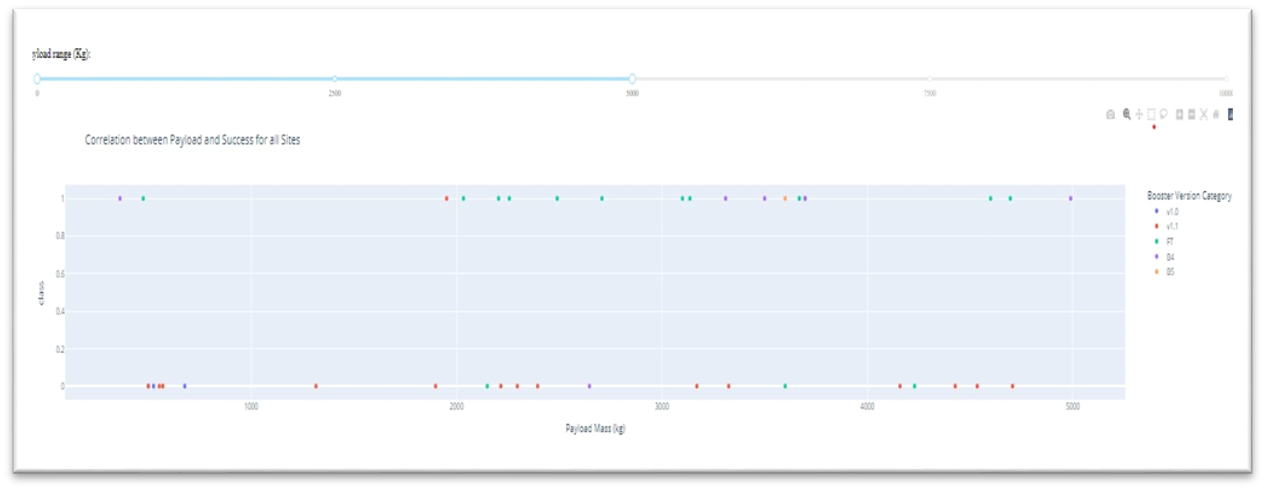 yload range (Kg):
0 2500 5000 7500 10000
Correlation between Payload and Success for all Sites
Booster Version Category
v1.0
v1.1
FT
B4
B5
1
0.8
0.6
0.4
0.2
0
class
1000 2000 3000 4000 5000
Payload Mass (kg)